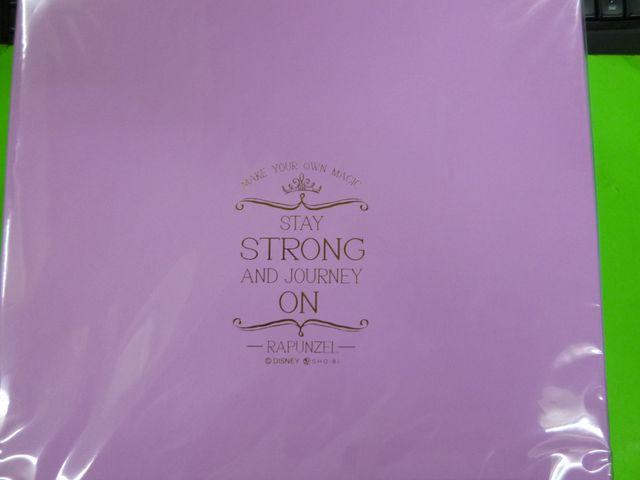 MAKE YOUR OWN MAGIC
STAY
STRONG
AND JOURNEY
ON
— RAPUNZEL —
© DISNEY SHO-BI